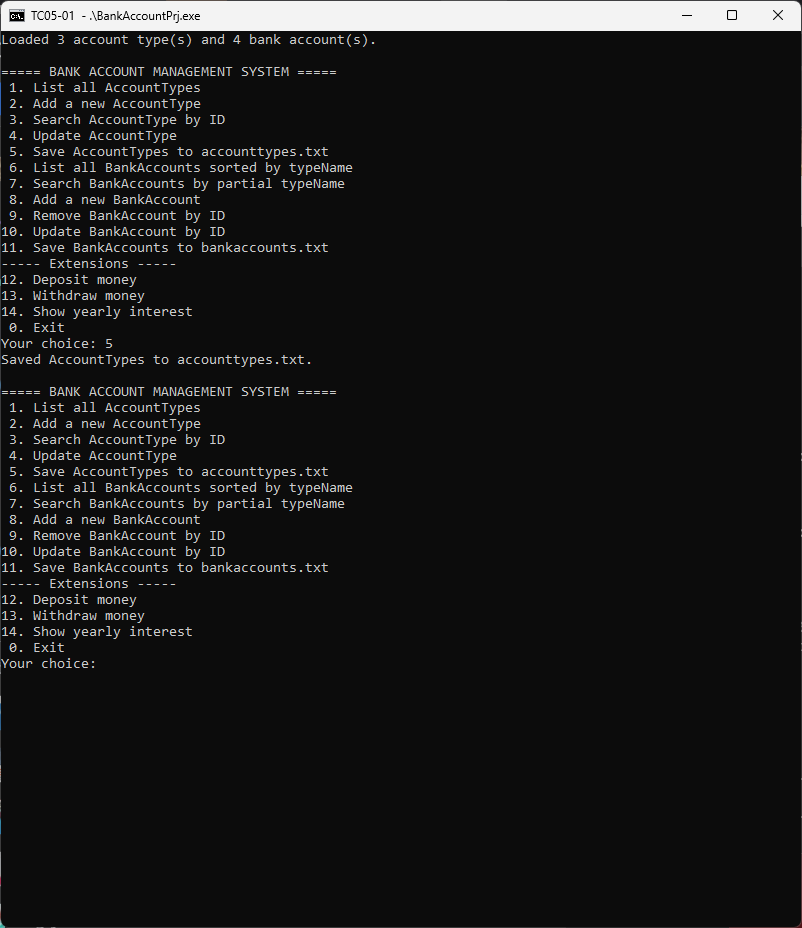 TC05-01 - .\BankAccountPrj.exe
Loaded 3 account type(s) and 4 bank account(s).
===== BANK ACCOUNT MANAGEMENT SYSTEM =====
1. List all AccountTypes
2. Add a new AccountType
3. Search AccountType by ID
4. Update AccountType
5. Save AccountTypes to accounttypes.txt
6. List all BankAccounts sorted by typeName
7. Search BankAccounts by partial typeName
8. Add a new BankAccount
9. Remove BankAccount by ID
10. Update BankAccount by ID
11. Save BankAccounts to bankaccounts.txt
----- Extensions -----
12. Deposit money
13. Withdraw money
14. Show yearly interest
0. Exit
Your choice: 5
Saved AccountTypes to accounttypes.txt.
===== BANK ACCOUNT MANAGEMENT SYSTEM =====
1. List all AccountTypes
2. Add a new AccountType
3. Search AccountType by ID
4. Update AccountType
5. Save AccountTypes to accounttypes.txt
6. List all BankAccounts sorted by typeName
7. Search BankAccounts by partial typeName
8. Add a new BankAccount
9. Remove BankAccount by ID
10. Update BankAccount by ID
11. Save BankAccounts to bankaccounts.txt
----- Extensions -----
12. Deposit money
13. Withdraw money
14. Show yearly interest
0. Exit
Your choice: